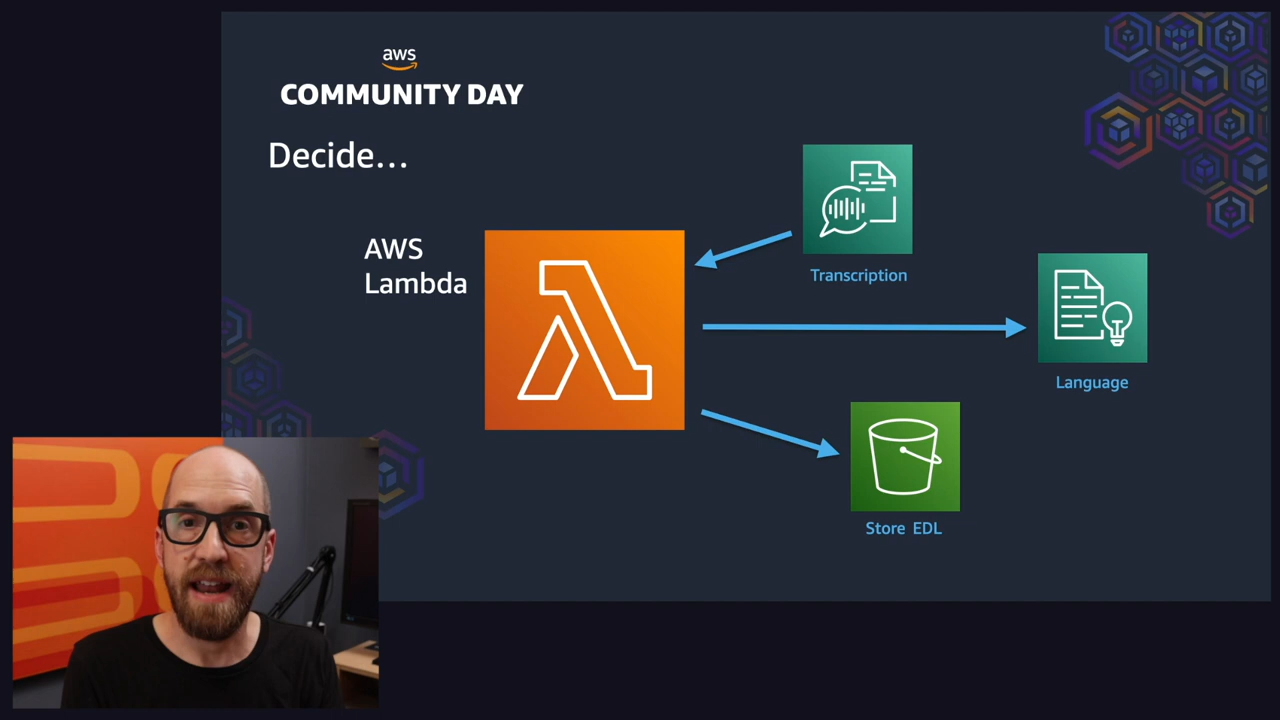 aws
COMMUNITY DAY
Decide…
AWS
Lambda
Transcription
Language
Store EDL